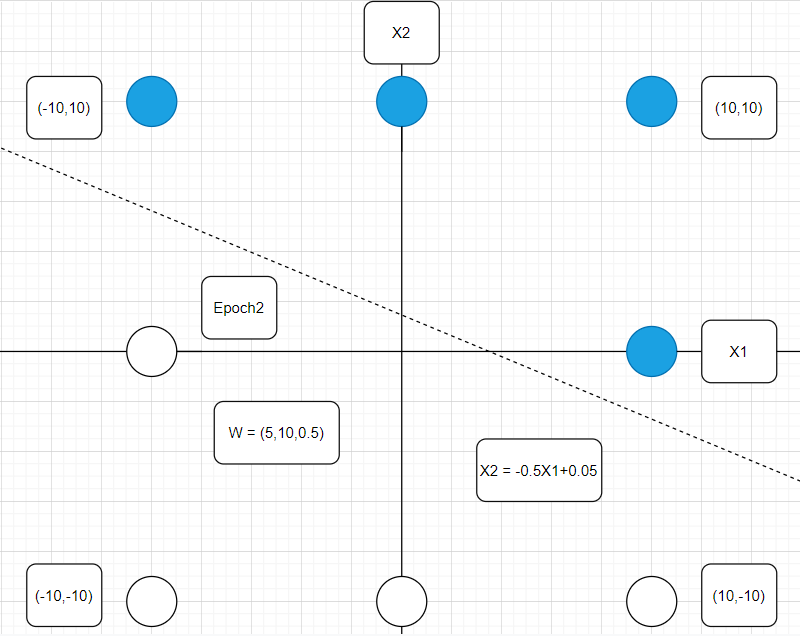 X2
(-10,10)
(10,10)
Epoch2
X1
W = (5,10,0.5)
X2 = -0.5X1+0.05
(-10,-10)
(10,-10)